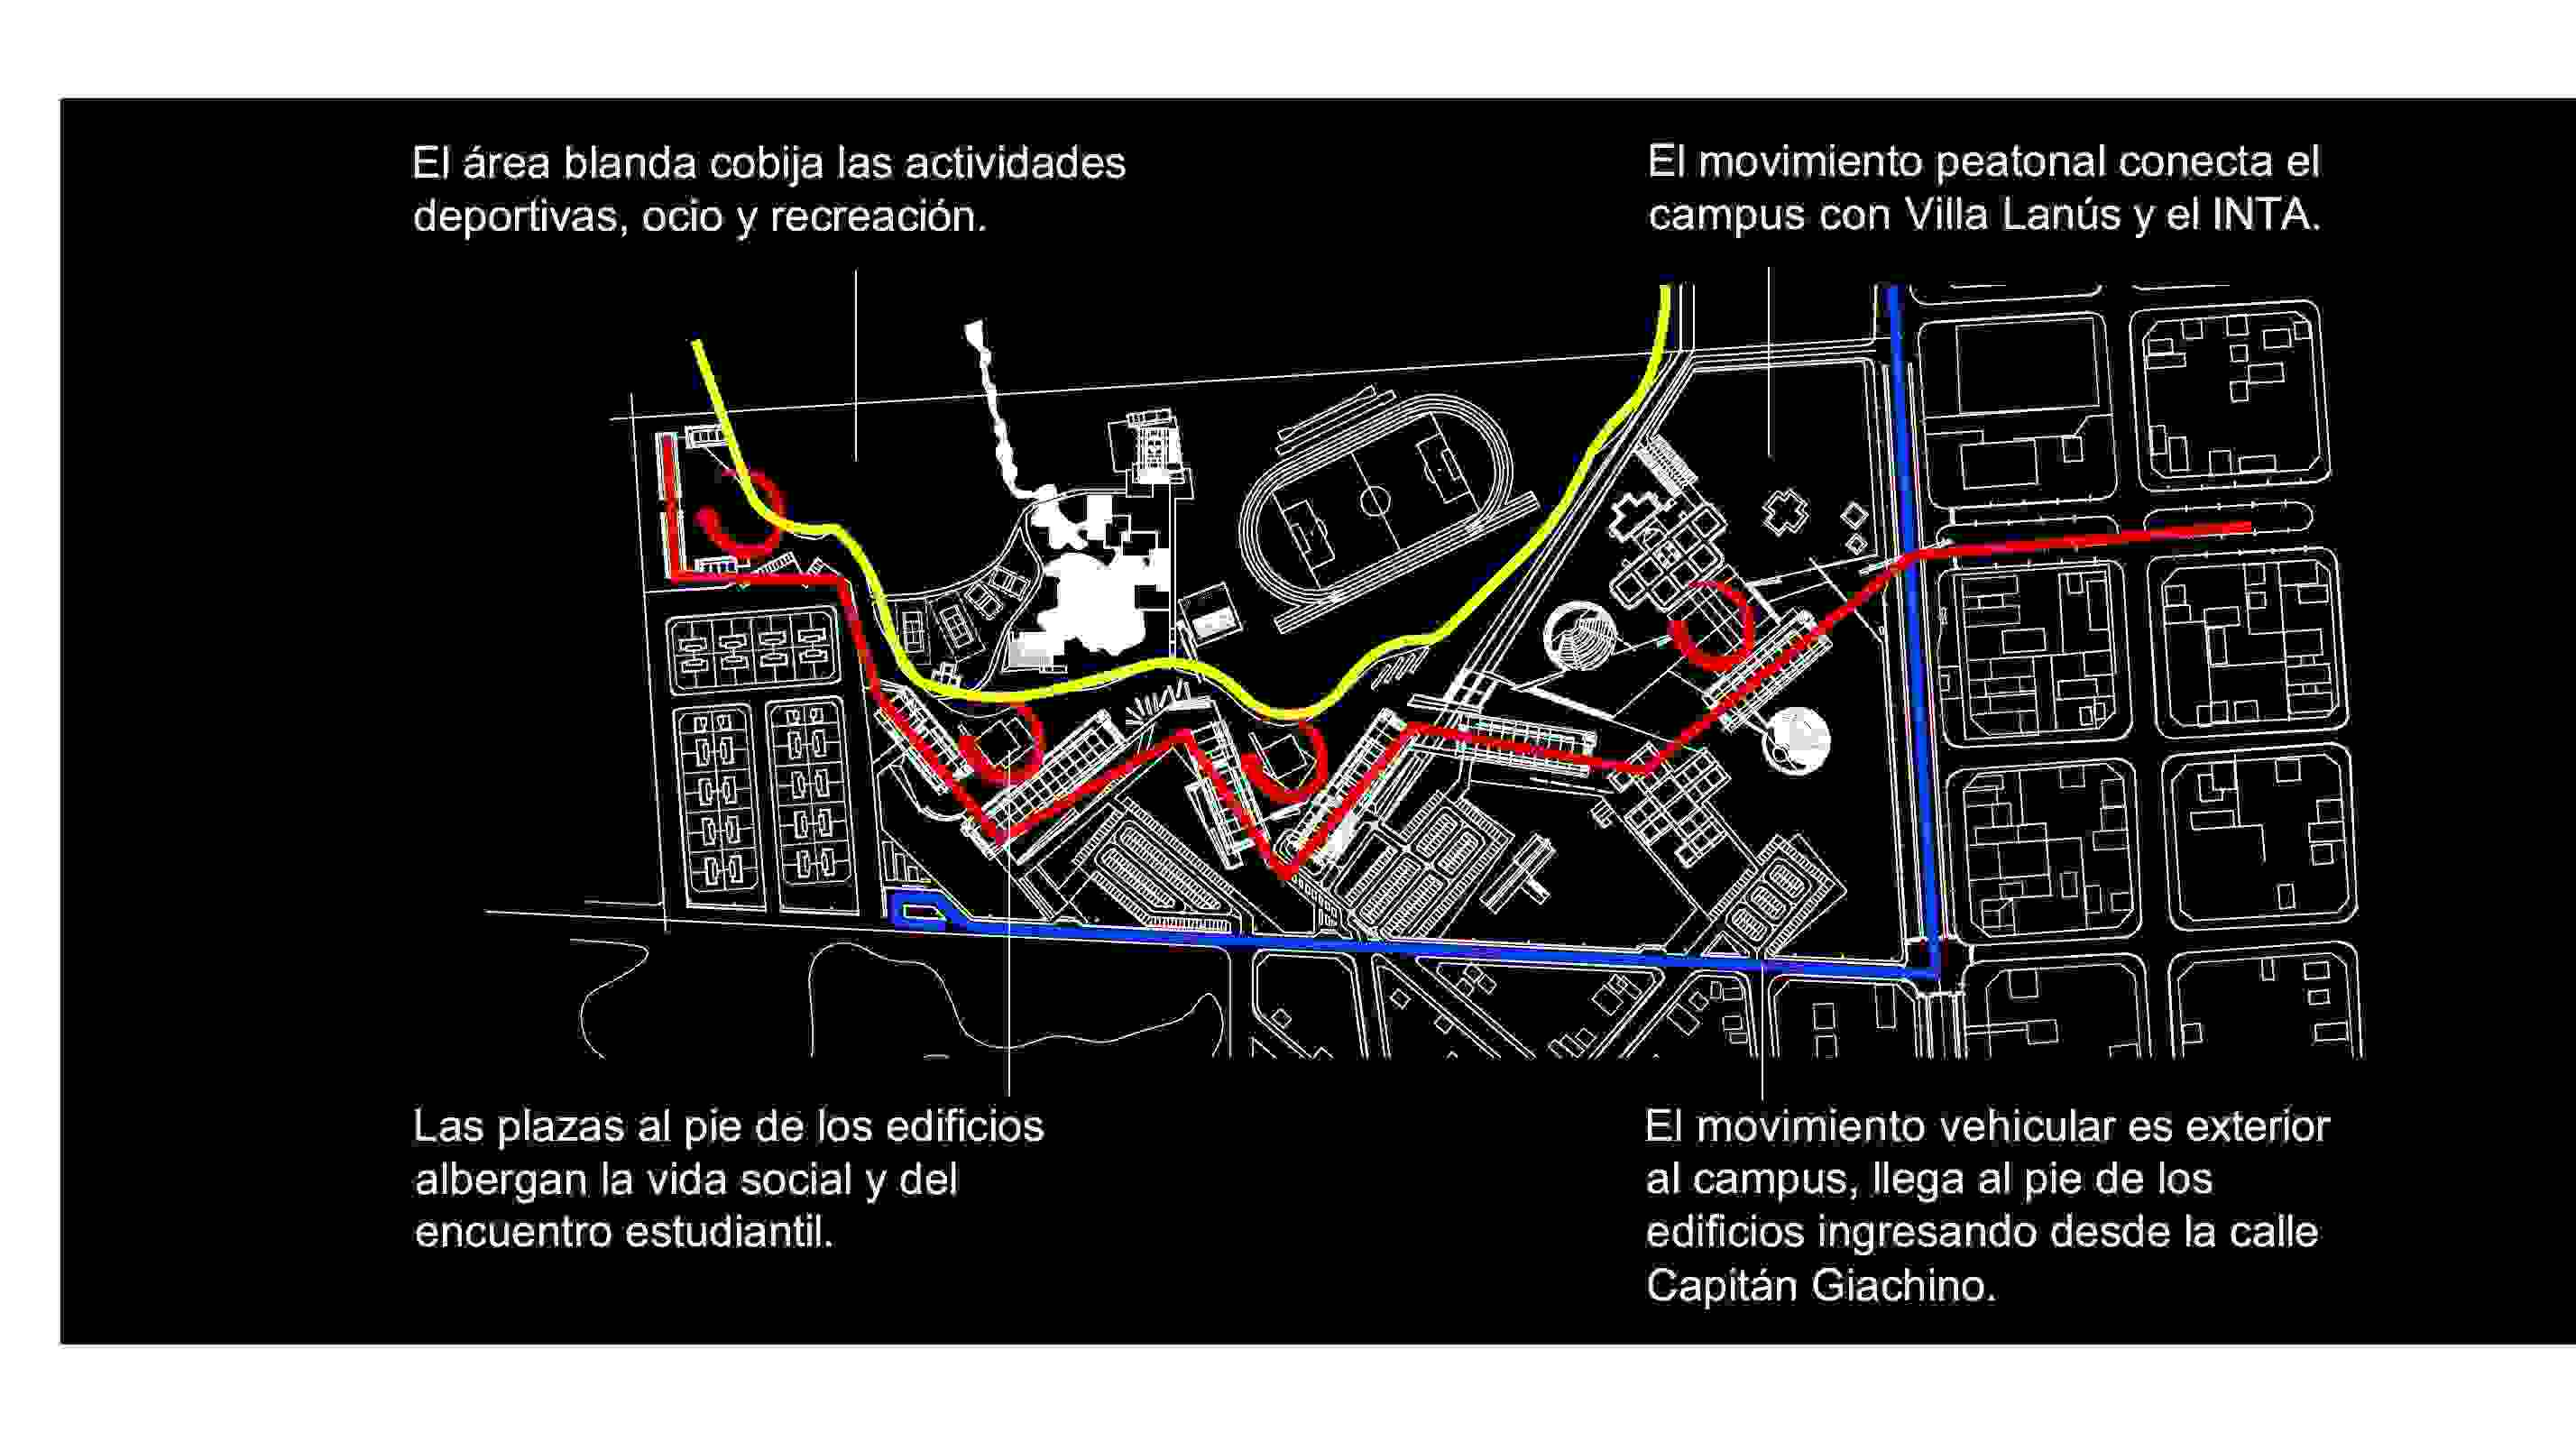 El área blanda cobija las actividades
deportivas, ocio y recreación.
El movimiento peatonal conecta el
campus con Villa Lanús y el INTA.
Las plazas al pie de los edificios
albergan la vida social y del
encuentro estudiantil.
El movimiento vehicular es exterior
al campus, llega al pie de los
edificios ingresando desde la calle
Capitán Giachino.